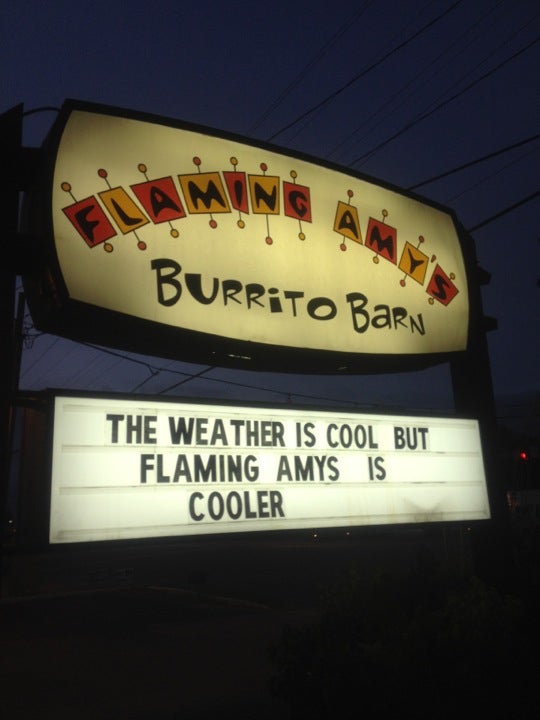 FLAMING AMY'S
BURRiTO BaRN
THE WEATHER IS COOL BUT
FLAMING AMYS IS
COOLER